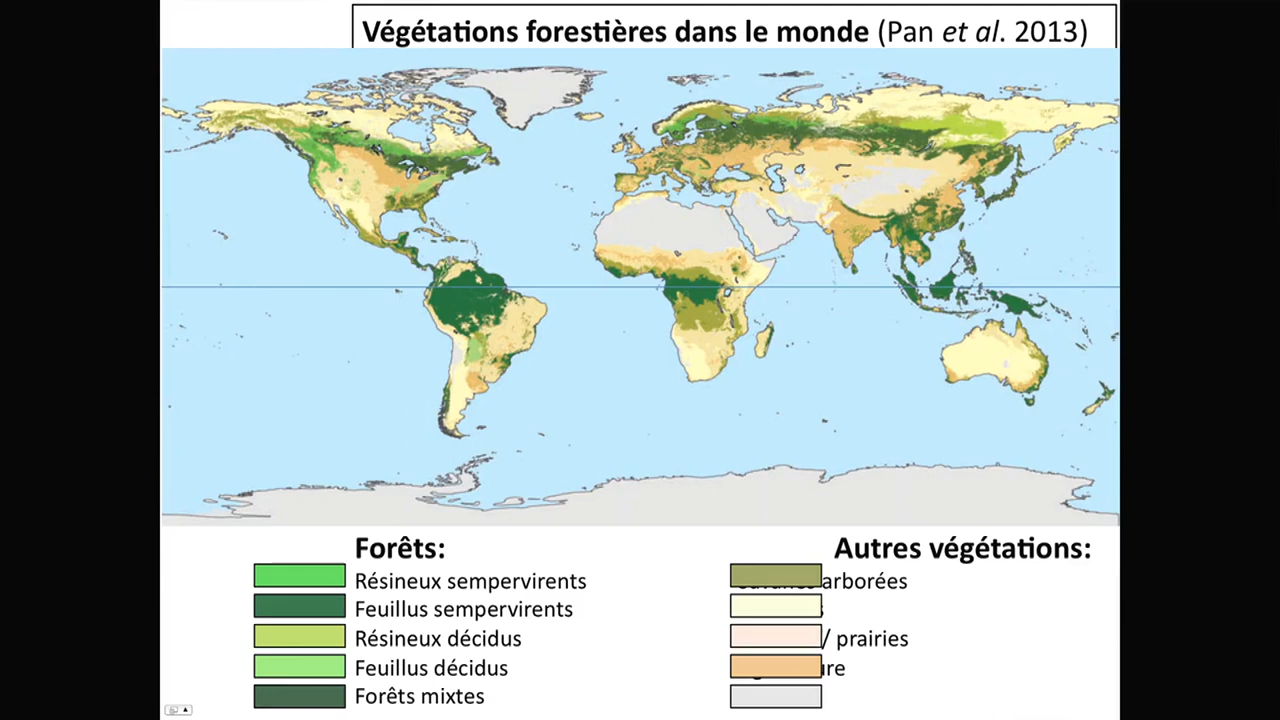 Végétations forestières dans le monde (Pan et al. 2013)
Forêts:
Résineux sempervirents
Feuillus sempervirents
Résineux décidus
Feuillus décidus
Forêts mixtes
Autres végétations:
arborées
/ prairies